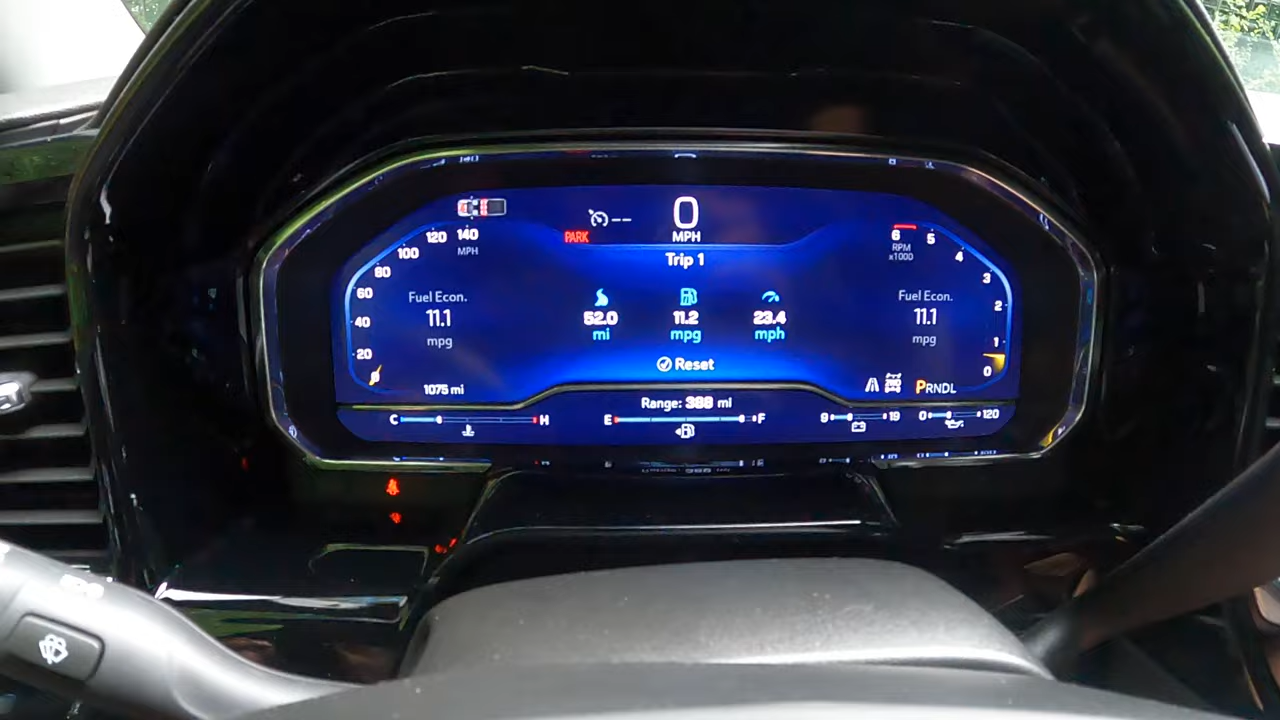 0
MPH
PARK
Trip 1
120
140
MPH
100
80
60
40
20
Fuel Econ.
11.1
mpg
1075 mi
52.0
mi
11.2
mpg
23.4
mph
Reset
6
RPM
x1000
5
4
3
2
1
0
Fuel Econ.
11.1
mpg
PRNDL
Range: 388 mi
C H
E F
9 19
0 120